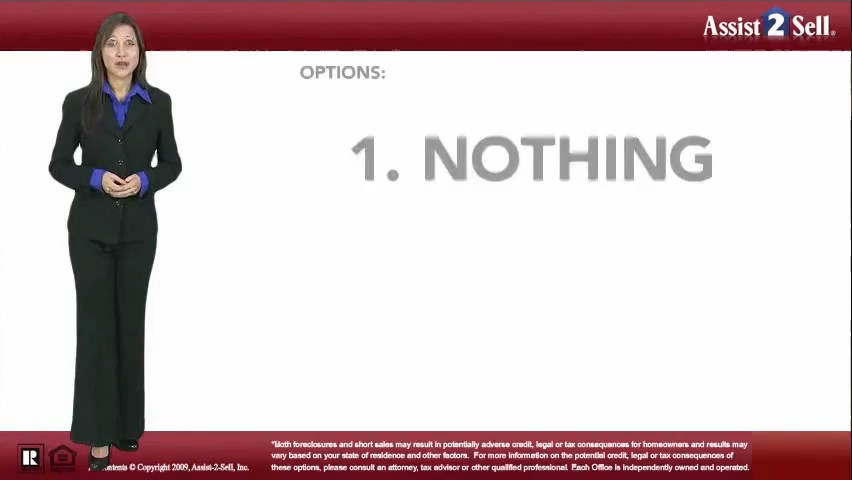 Assist 2 Sell®
OPTIONS:
1. NOTHING
*Both foreclosures and short sales may result in potentially adverse credit, legal or tax consequences for homeowners and results may
vary based on your state of residence and other factors. For more information on the potential credit, legal or tax consequences of
these options, please consult an attorney, tax advisor or other qualified professional. Each Office is independently owned and operated.
Contents © Copyright 2009, Assist-2-Sell, Inc.
R